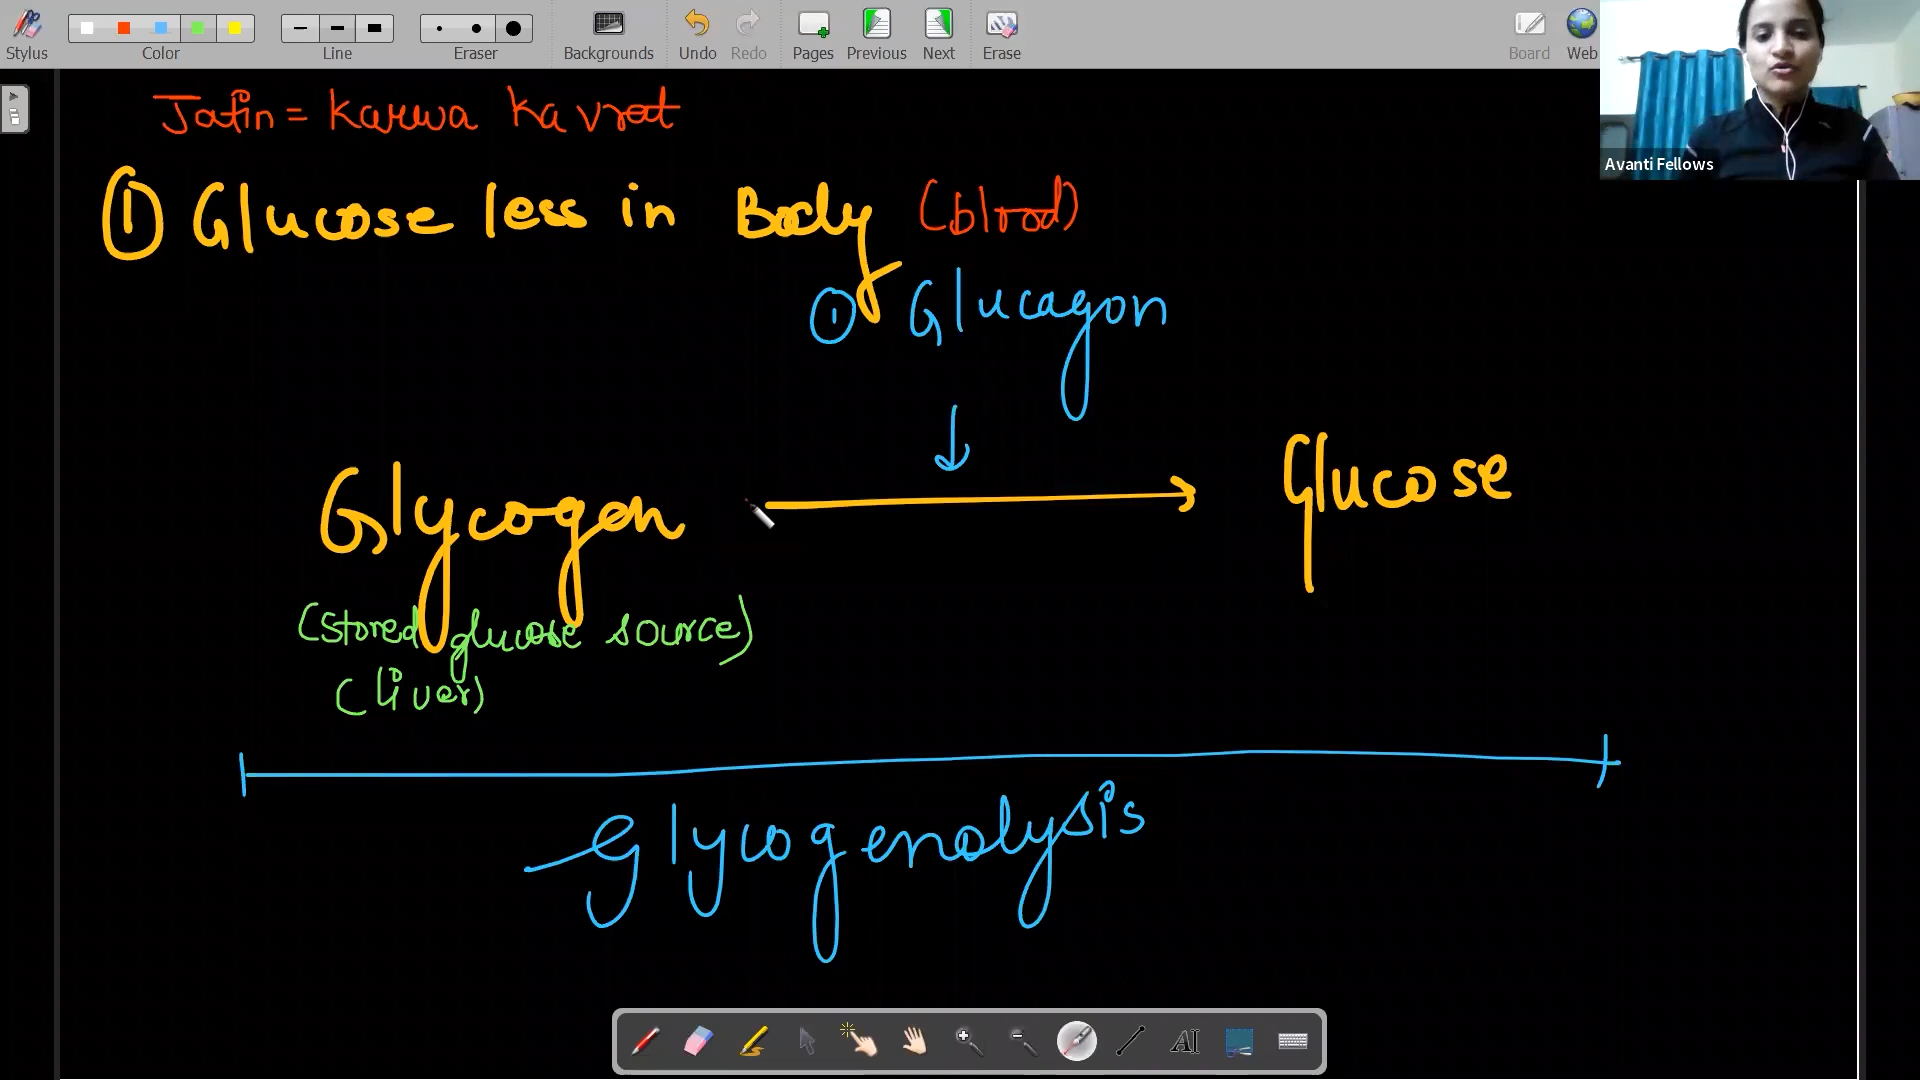 Stylus
Color
Line
Eraser
Backgrounds
Undo
Redo
Pages
Previous
Next
Erase
Board
Web
Avanti Fellows
Jatin = Karwa Ka vrat
① Glucose less in Body (blood)
① Glucagon
Glycogen
Glucose
(stored glucose source)
(liver)
Glycogenolysis
AI